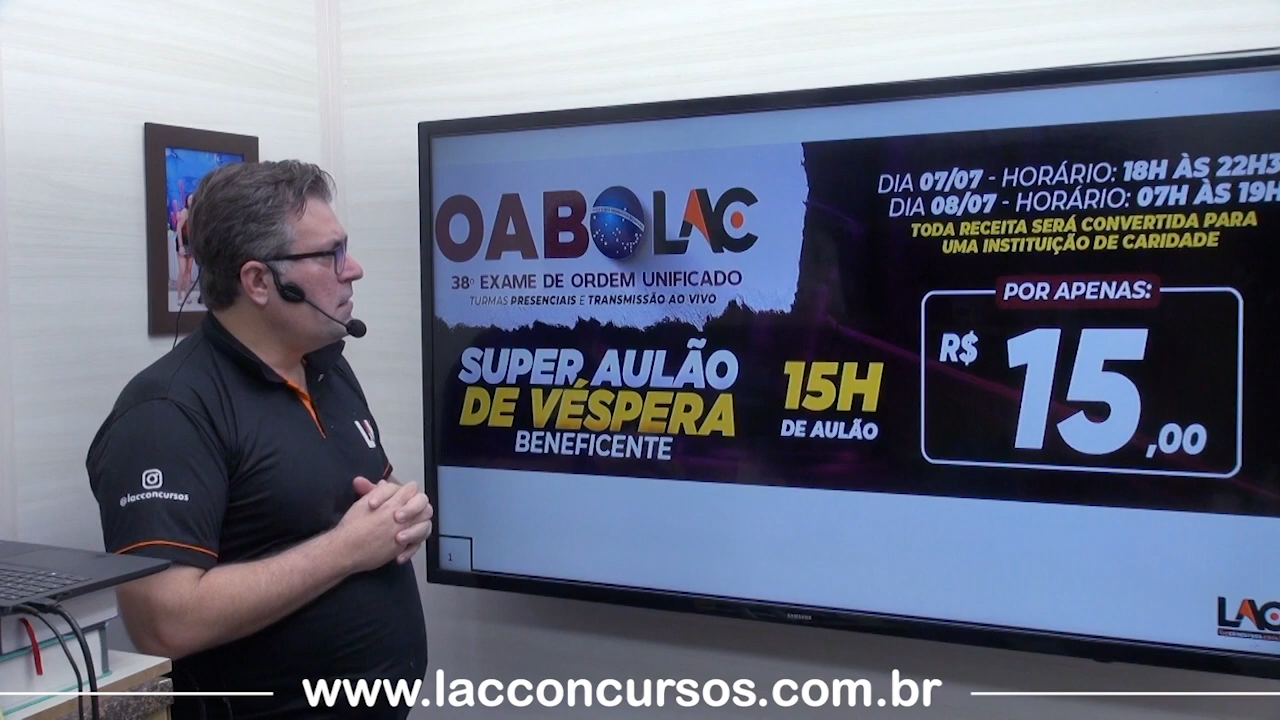 OAB LAC
38º EXAME DE ORDEM UNIFICADO
TURMAS PRESENCIAIS E TRANSMISSÃO AO VIVO
SUPER AULÃO
DE VÉSPERA
BENEFICENTE
15H
DE AULÃO
DIA 07/07 - HORÁRIO: 18H ÀS 22H3
DIA 08/07 - HORÁRIO: 07H ÀS 19H
TODA RECEITA SERÁ CONVERTIDA PARA
UMA INSTITUIÇÃO DE CARIDADE
POR APENAS:
R$ 15,00
1
LAC
SAMSUNG
@lacconcursos
www.lacconcursos.com.br